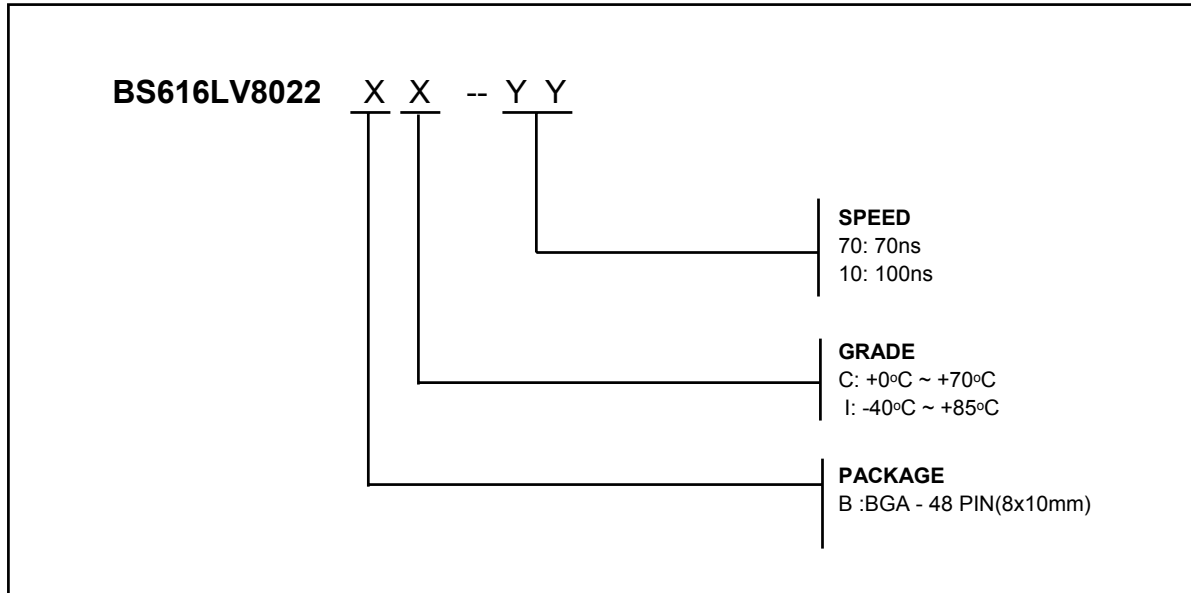 BS616LV8022 X X -- Y Y
SPEED
70: 70ns
10: 100ns
GRADE
C: +0oC ~ +70oC
I: -40oC ~ +85oC
PACKAGE
B :BGA - 48 PIN(8x10mm)